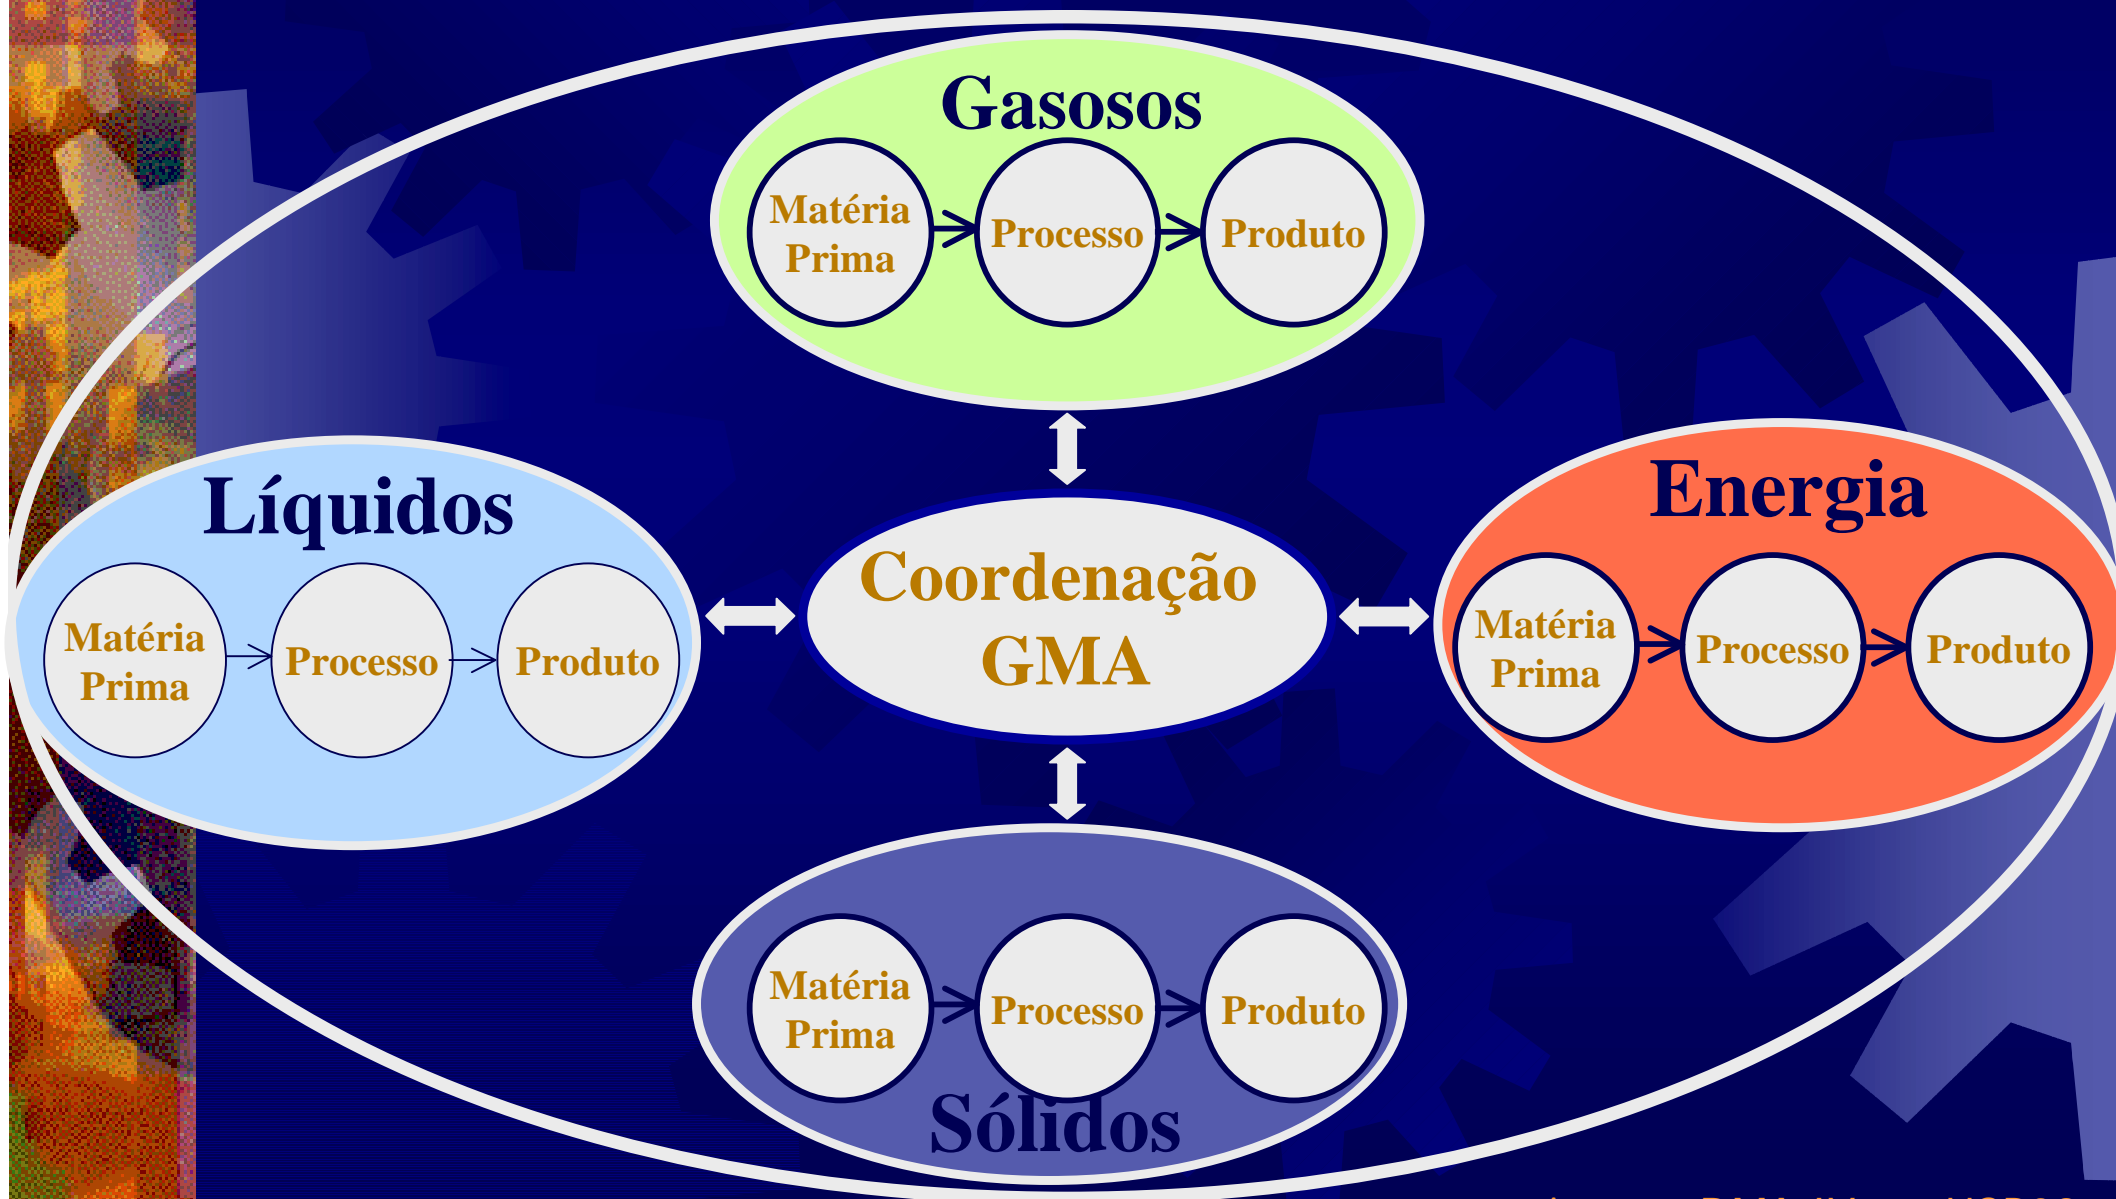 Gasosos
Matéria
Prima
Processo
Produto
Líquidos
Matéria
Prima
Processo
Produto
Coordenação
GMA
Energia
Matéria
Prima
Processo
Produto
Matéria
Prima
Processo
Produto
Sólidos